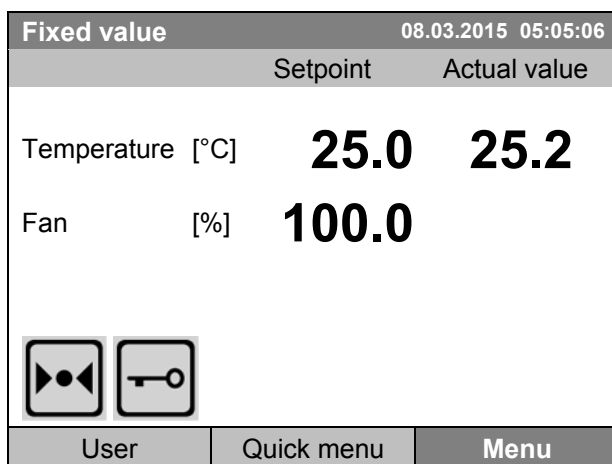 Fixed value 08.03.2015 05:05:06
Setpoint Actual value
Temperature [°C] 25.0 25.2
Fan [%] 100.0
User Quick menu Menu